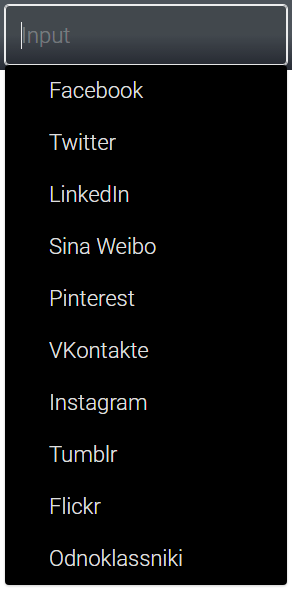 Input
Facebook
Twitter
LinkedIn
Sina Weibo
Pinterest
VKontakte
Instagram
Tumblr
Flickr
Odnoklassniki